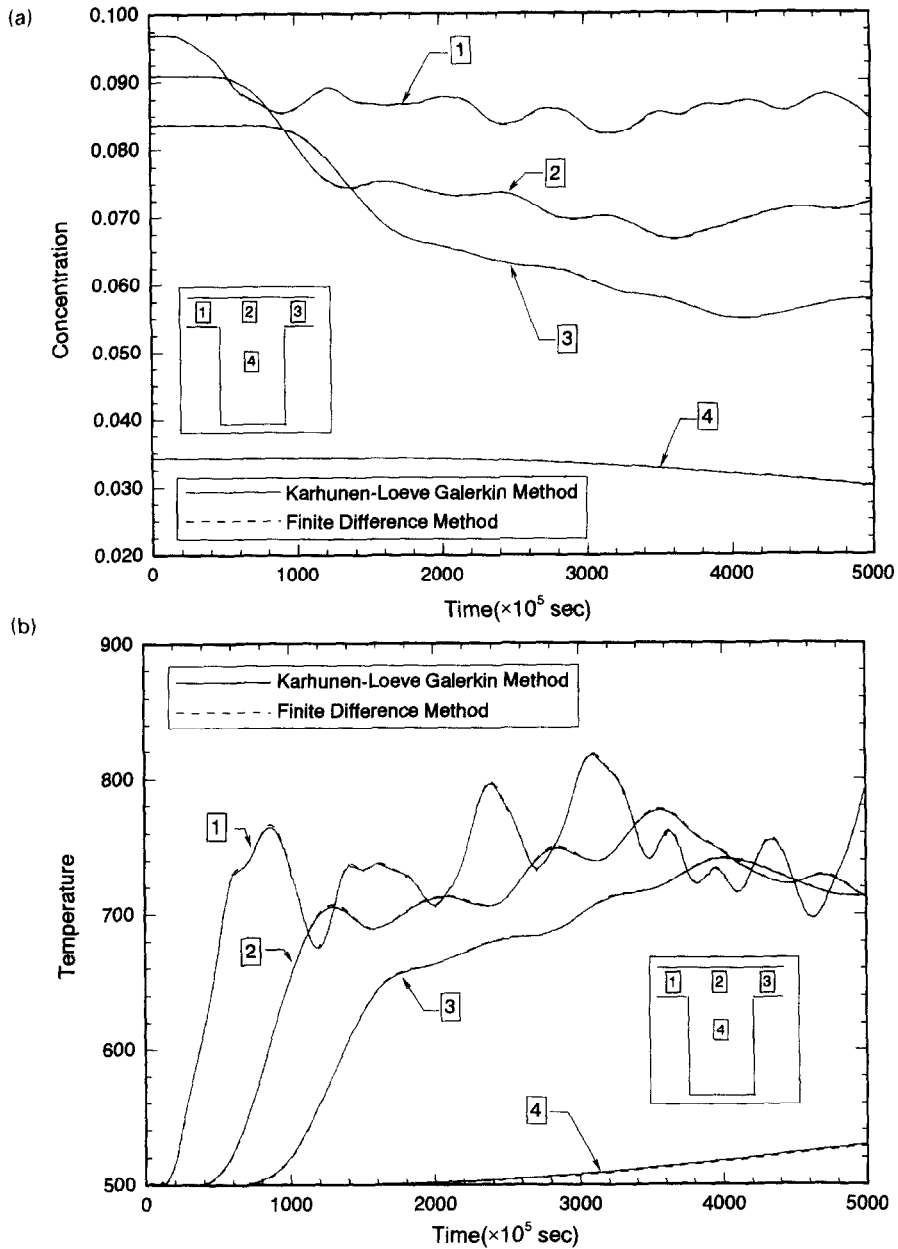 (a)
0.100
0.090
0.080
0.070
0.060
0.050
0.040
0.030
0.020
Concentration
1
2
3
4
1 2 3
4
Karhunen-Loeve Galerkin Method
Finite Difference Method
0 1000 2000 3000 4000 5000
Time(×10⁵ sec)
(b)
900
800
700
600
500
Temperature
Karhunen-Loeve Galerkin Method
Finite Difference Method
1
2
3
4
1 2 3
4
0 1000 2000 3000 4000 5000
Time(×10⁵ sec)